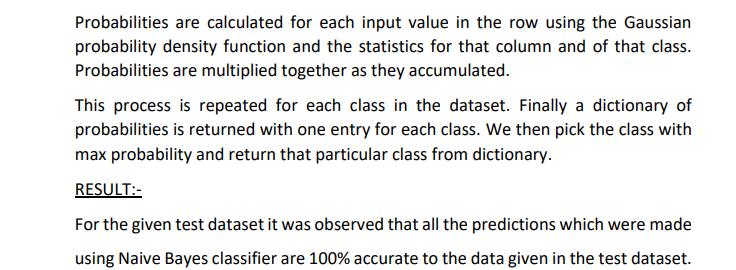 Probabilities are calculated for each input value in the row using the Gaussian
probability density function and the statistics for that column and of that class.
Probabilities are multiplied together as they accumulated.
This process is repeated for each class in the dataset. Finally a dictionary of
probabilities is returned with one entry for each class. We then pick the class with
max probability and return that particular class from dictionary.
RESULT:-
For the given test dataset it was observed that all the predictions which were made
using Naive Bayes classifier are 100% accurate to the data given in the test dataset.